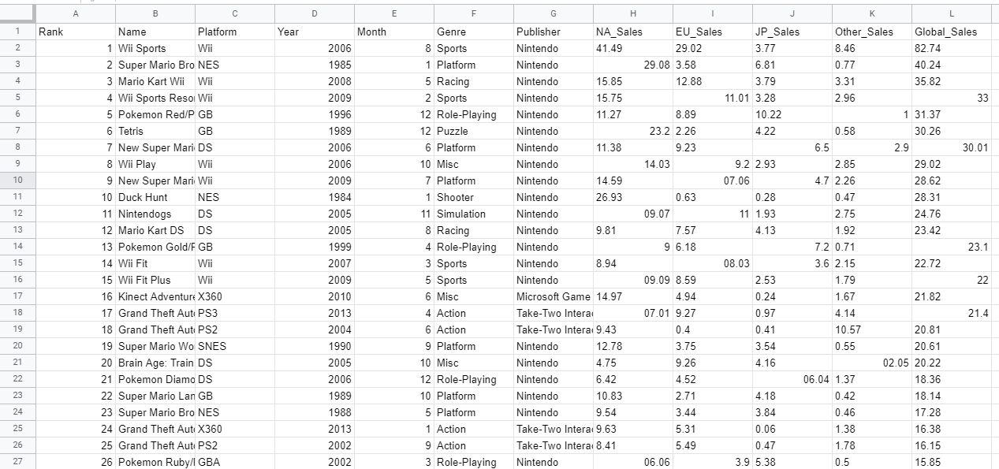 A B C D E F G H I J K L
1 Rank Name Platform Year Month Genre Publisher NA_Sales EU_Sales JP_Sales Other_Sales Global_Sales
2 1 Wii Sports Wii 2006 8 Sports Nintendo 41.49 29.02 3.77 8.46 82.74
3 2 Super Mario Bro NES 1985 1 Platform Nintendo 29.08 3.58 6.81 0.77 40.24
4 3 Mario Kart Wii Wii 2008 5 Racing Nintendo 15.85 12.88 3.79 3.31 35.82
5 4 Wii Sports Resor Wii 2009 2 Sports Nintendo 15.75 11.01 3.28 2.96 33
6 5 Pokemon Red/P GB 1996 12 Role-Playing Nintendo 11.27 8.89 10.22 1 31.37
7 6 Tetris GB 1989 12 Puzzle Nintendo 23.2 2.26 4.22 0.58 30.26
8 7 New Super Mari DS 2006 6 Platform Nintendo 11.38 9.23 6.5 2.9 30.01
9 8 Wii Play Wii 2006 10 Misc Nintendo 14.03 9.2 2.93 2.85 29.02
10 9 New Super Mari Wii 2009 7 Platform Nintendo 14.59 07.06 4.7 2.26 28.62
11 10 Duck Hunt NES 1984 1 Shooter Nintendo 26.93 0.63 0.28 0.47 28.31
12 11 Nintendogs DS 2005 11 Simulation Nintendo 09.07 11 1.93 2.75 24.76
13 12 Mario Kart DS DS 2005 8 Racing Nintendo 9.81 7.57 4.13 1.92 23.42
14 13 Pokemon Gold/ GB 1999 4 Role-Playing Nintendo 9 6.18 7.2 0.71 23.1
15 14 Wii Fit Wii 2007 3 Sports Nintendo 8.94 08.03 3.6 2.15 22.72
16 15 Wii Fit Plus Wii 2009 5 Sports Nintendo 09.09 8.59 2.53 1.79 22
17 16 Kinect Adventure X360 2010 6 Misc Microsoft Game 14.97 4.94 0.24 1.67 21.82
18 17 Grand Theft Aut PS3 2013 4 Action Take-Two Intera 07.01 9.27 0.97 4.14 21.4
19 18 Grand Theft Aut PS2 2004 6 Action Take-Two Intera 9.43 0.4 0.41 10.57 20.81
20 19 Super Mario Wo SNES 1990 9 Platform Nintendo 12.78 3.75 3.54 0.55 20.61
21 20 Brain Age: Train DS 2005 10 Misc Nintendo 4.75 9.26 4.16 02.05 20.22
22 21 Pokemon Diamo DS 2006 12 Role-Playing Nintendo 6.42 4.52 06.04 1.37 18.36
23 22 Super Mario Lan GB 1989 10 Platform Nintendo 10.83 2.71 4.18 0.42 18.14
24 23 Super Mario Bro NES 1988 5 Platform Nintendo 9.54 3.44 3.84 0.46 17.28
25 24 Grand Theft Aut X360 2013 1 Action Take-Two Intera 9.63 5.31 0.06 1.38 16.38
26 25 Grand Theft Aut PS2 2002 9 Action Take-Two Intera 8.41 5.49 0.47 1.78 16.15
27 26 Pokemon Ruby/ GBA 2002 3 Role-Playing Nintendo 06.06 3.9 5.38 0.5 15.85